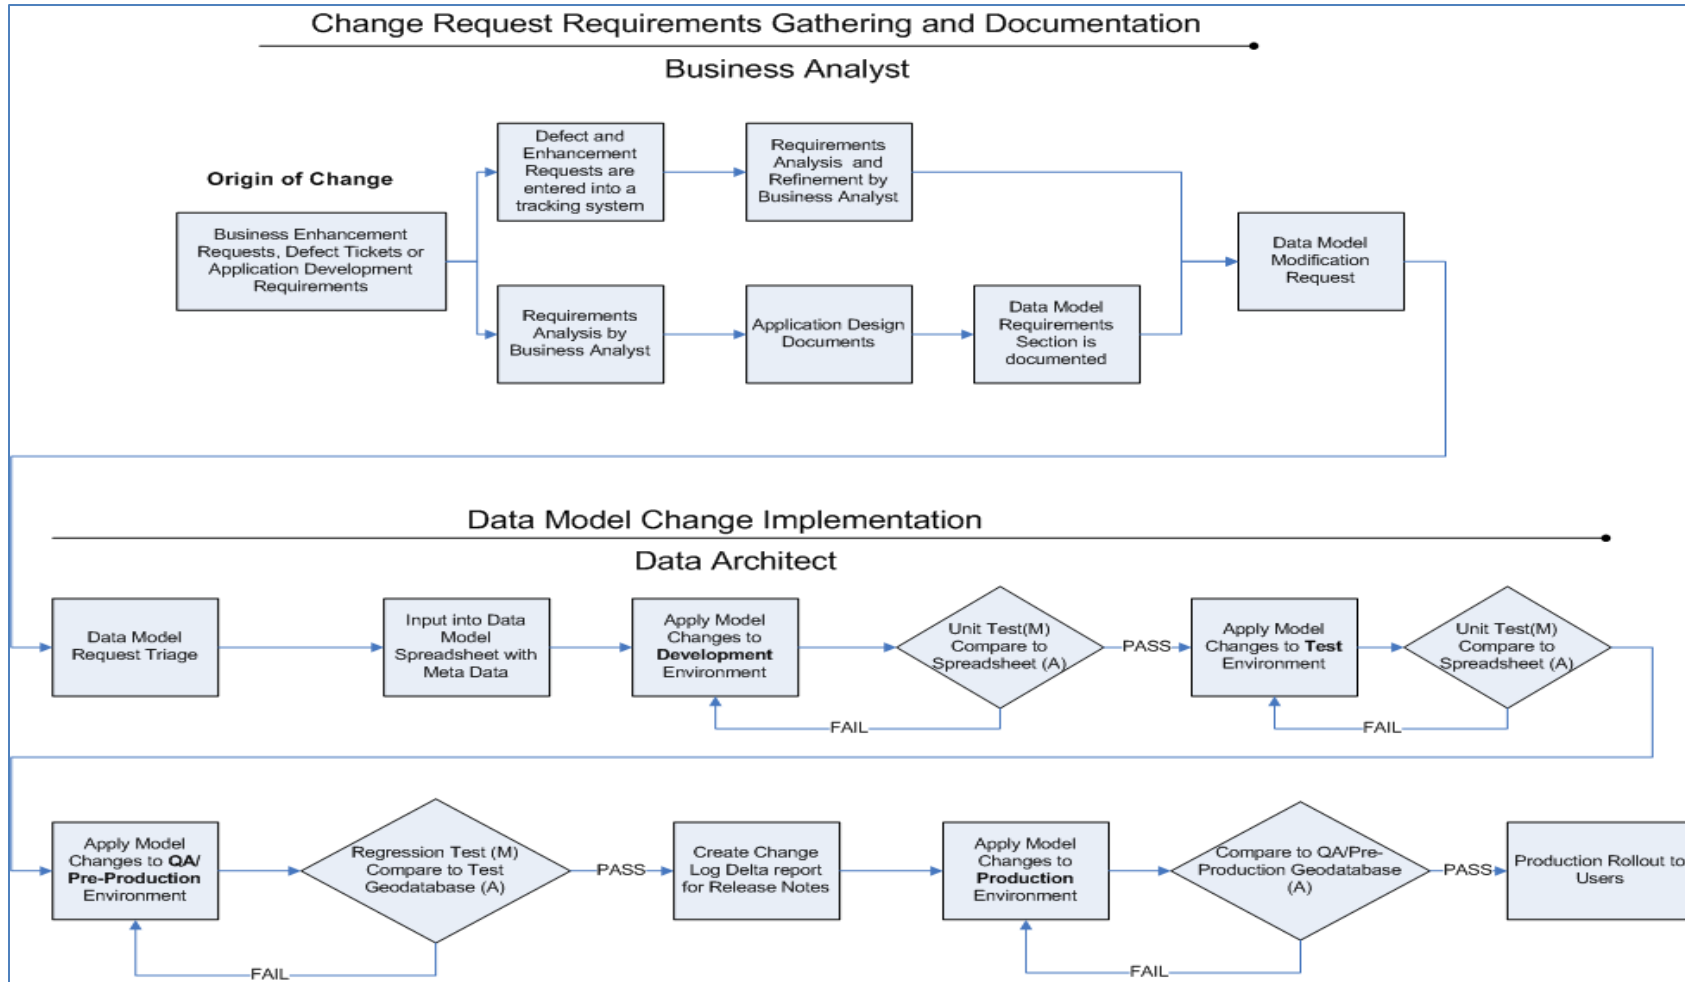 Change Request Requirements Gathering and Documentation
Business Analyst
Origin of Change
Business Enhancement
Requests, Defect Tickets or
Application Development
Requirements
Defect and
Enhancement
Requests are
entered into a
tracking system
Requirements
Analysis and
Refinement by
Business Analyst
Requirements
Analysis by
Business Analyst
Application Design
Documents
Data Model
Requirements
Section is
documented
Data Model
Modification
Request
Data Model Change Implementation
Data Architect
Data Model
Request Triage
Input into Data
Model
Spreadsheet with
Meta Data
Apply Model
Changes to
Development
Environment
Unit Test(M)
Compare to
Spreadsheet (A)
PASS
FAIL
Apply Model
Changes to Test
Environment
Unit Test(M)
Compare to
Spreadsheet (A)
FAIL
Apply Model
Changes to QA/
Pre-Production
Environment
Regression Test (M)
Compare to Test
Geodatabase (A)
PASS
FAIL
Create Change
Log Delta report
for Release Notes
Apply Model
Changes to
Production
Environment
Compare to QA/Pre-
Production Geodatabase
(A)
PASS
FAIL
Production Rollout to
Users